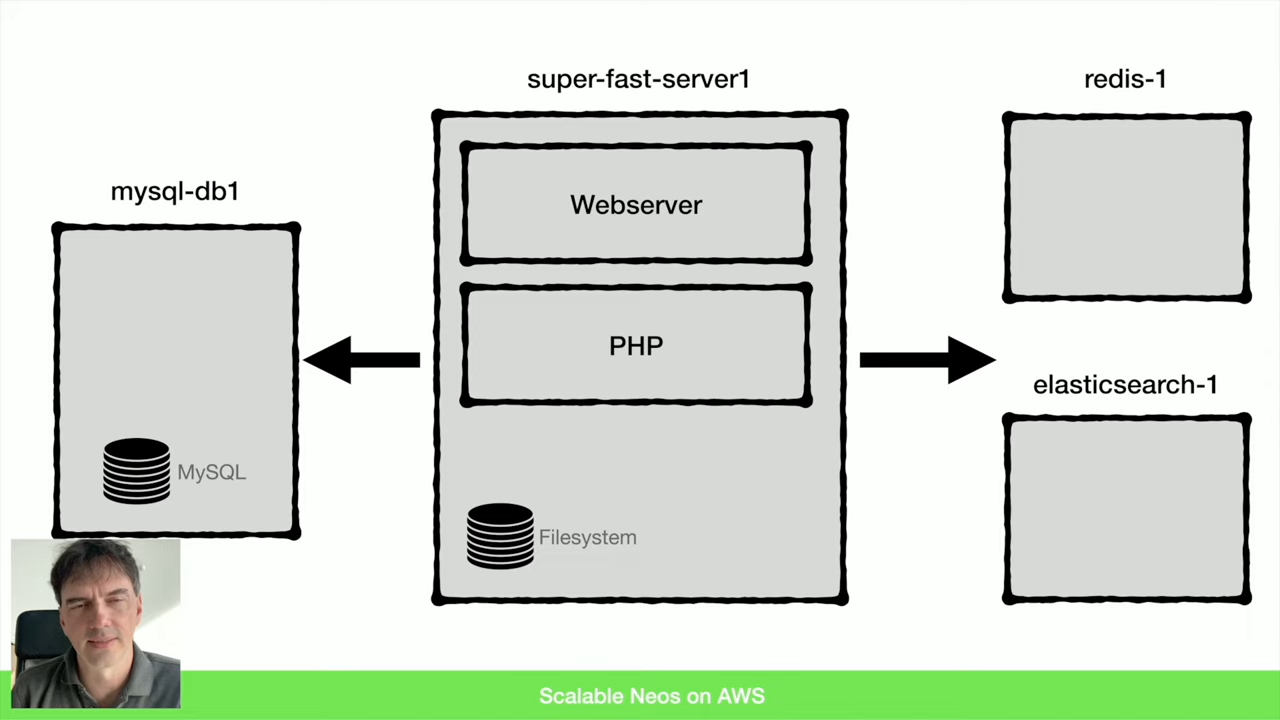 super-fast-server1
redis-1
mysql-db1
Webserver
PHP
elasticsearch-1
MySQL
Filesystem
Scalable Neos on AWS